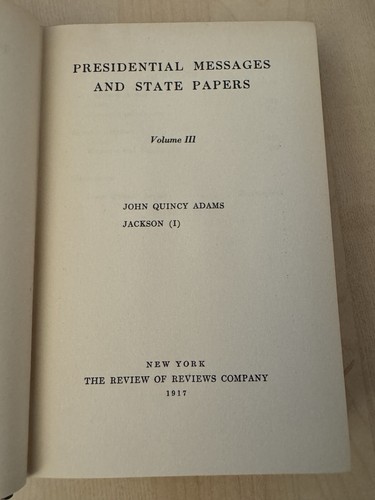 PRESIDENTIAL MESSAGES
AND STATE PAPERS
Volume III
JOHN QUINCY ADAMS
JACKSON (I)
NEW YORK
THE REVIEW OF REVIEWS COMPANY
1917